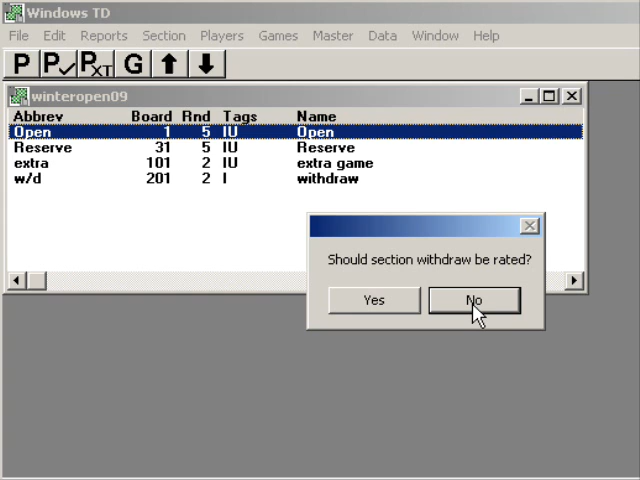 Windows TD
File Edit Reports Section Players Games Master Data Window Help
P P PXT G
winteropen09
Abbrev Board Rnd Tags Name
Open 1 5 IU Open
Reserve 31 5 IU Reserve
extra 101 2 IU extra game
w/d 201 2 I withdraw
Should section withdraw be rated?
Yes No